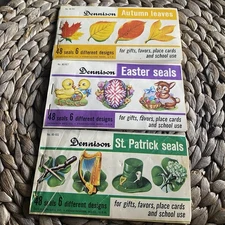 Dennison Autumn leaves
48 seals 6 different designs
for gifts, favors, place cards
and school use
Dennison Easter seals
48 seals 6 different designs
for gifts, favors, place cards
and school use
Dennison St. Patrick seals
48 seals 6 different designs
for gifts, favors, place cards
and school use